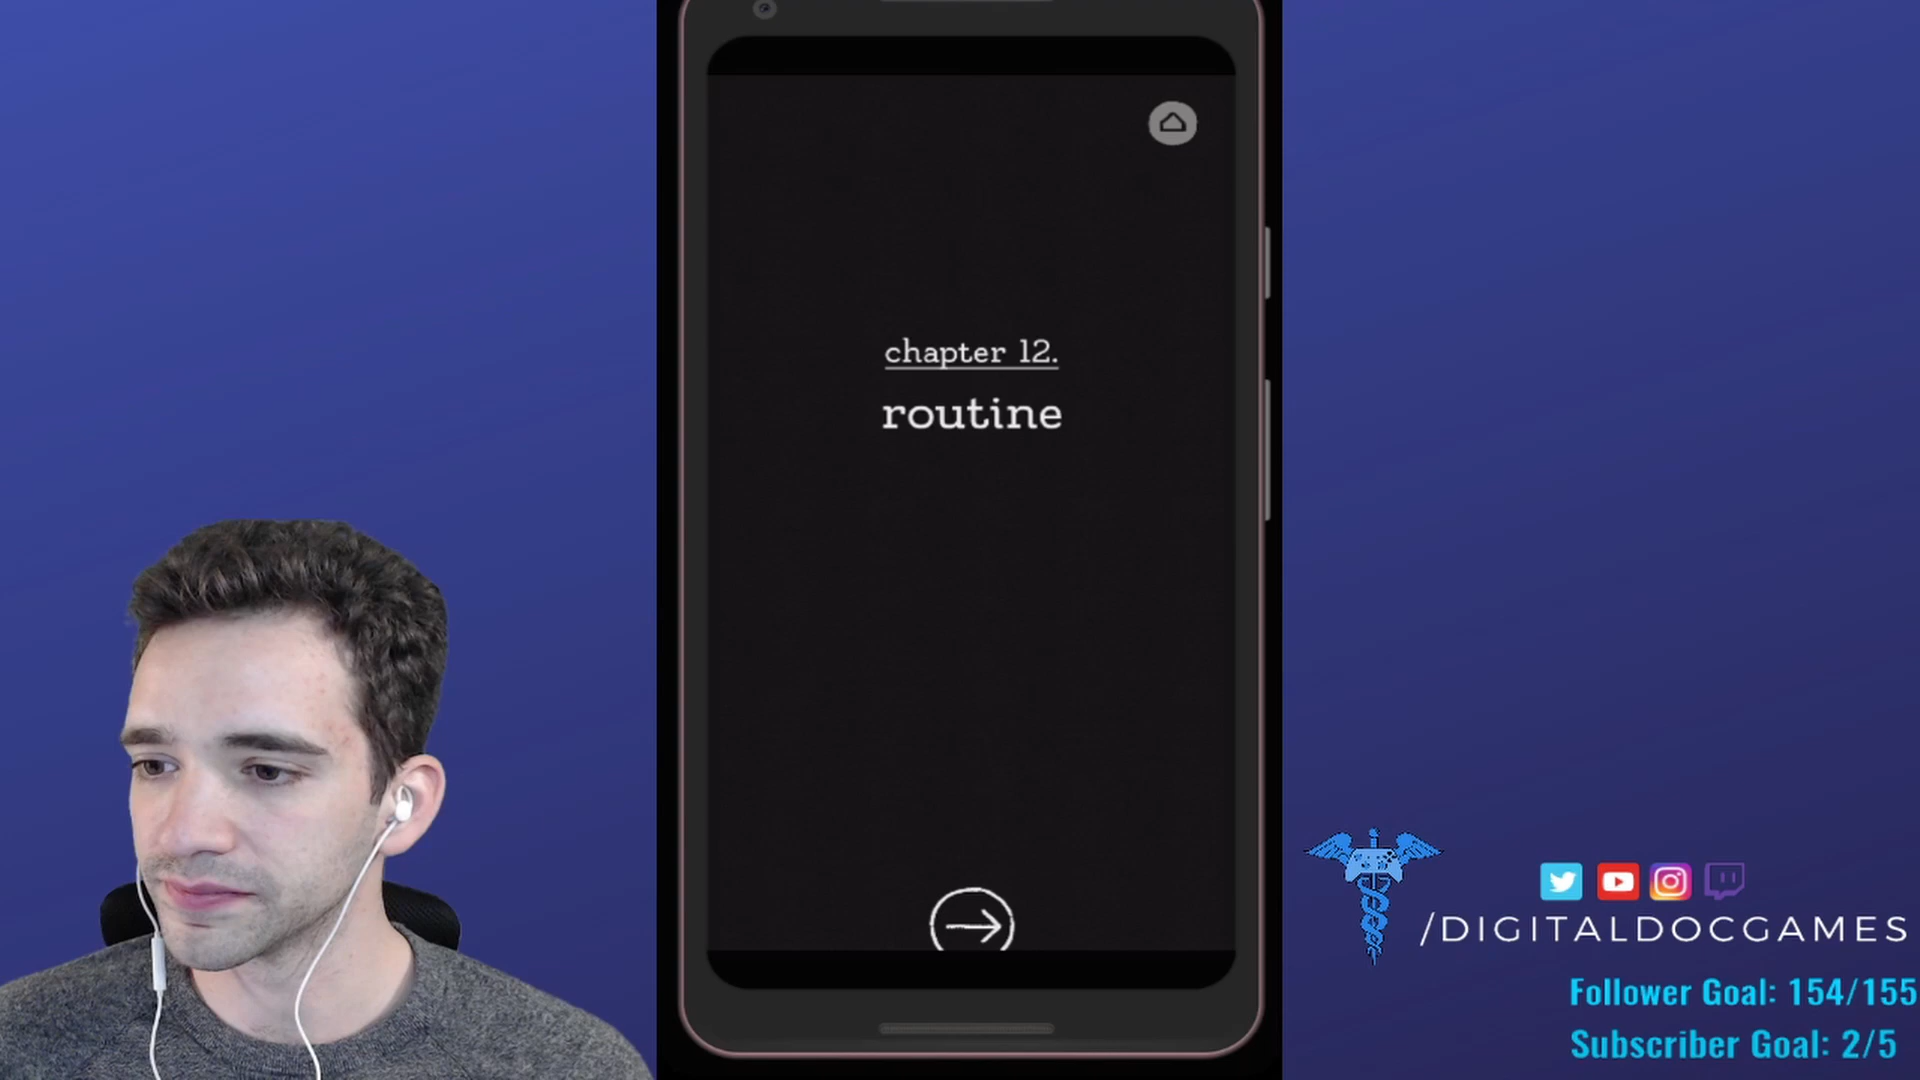 chapter 12.
routine
/DIGITALDOCGAMES
Follower Goal: 154/155
Subscriber Goal: 2/5